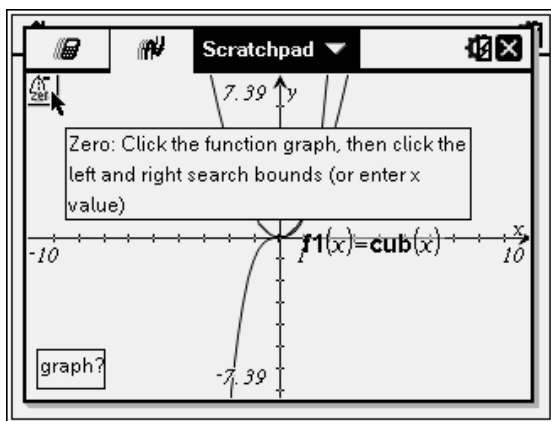 Scratchpad
zero
7.39
y
Zero: Click the function graph, then click the
left and right search bounds (or enter x
value)
f1(x)=cub(x)
x
-10
1
10
graph?
-7.39